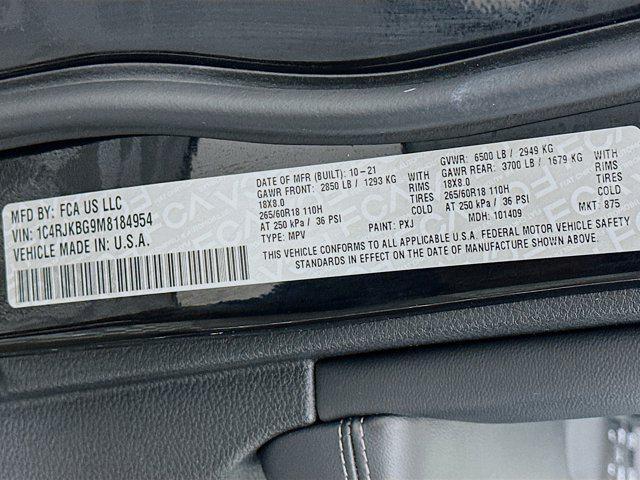 MFD BY: FCA US LLC
VIN: 1C4RJKBG9M8184954
VEHICLE MADE IN: U.S.A.
DATE OF MFR (BUILT): 10-21
GAWR FRONT: 2850 LB / 1293 KG WITH
18X8.0 RIMS
265/60R18 110H TIRES
AT 250 kPa / 36 PSI COLD
TYPE: MPV PAINT: PXJ
GVWR: 6500 LB / 2949 KG
GAWR REAR: 3700 LB / 1679 KG WITH
18X8.0 RIMS
265/60R18 110H TIRES
AT 250 kPa / 36 PSI COLD
MDH: 101409 MKT: 875
THIS VEHICLE CONFORMS TO ALL APPLICABLE U.S.A. FEDERAL MOTOR VEHICLE SAFETY
STANDARDS IN EFFECT ON THE DATE OF MANUFACTURE SHOWN ABOVE.